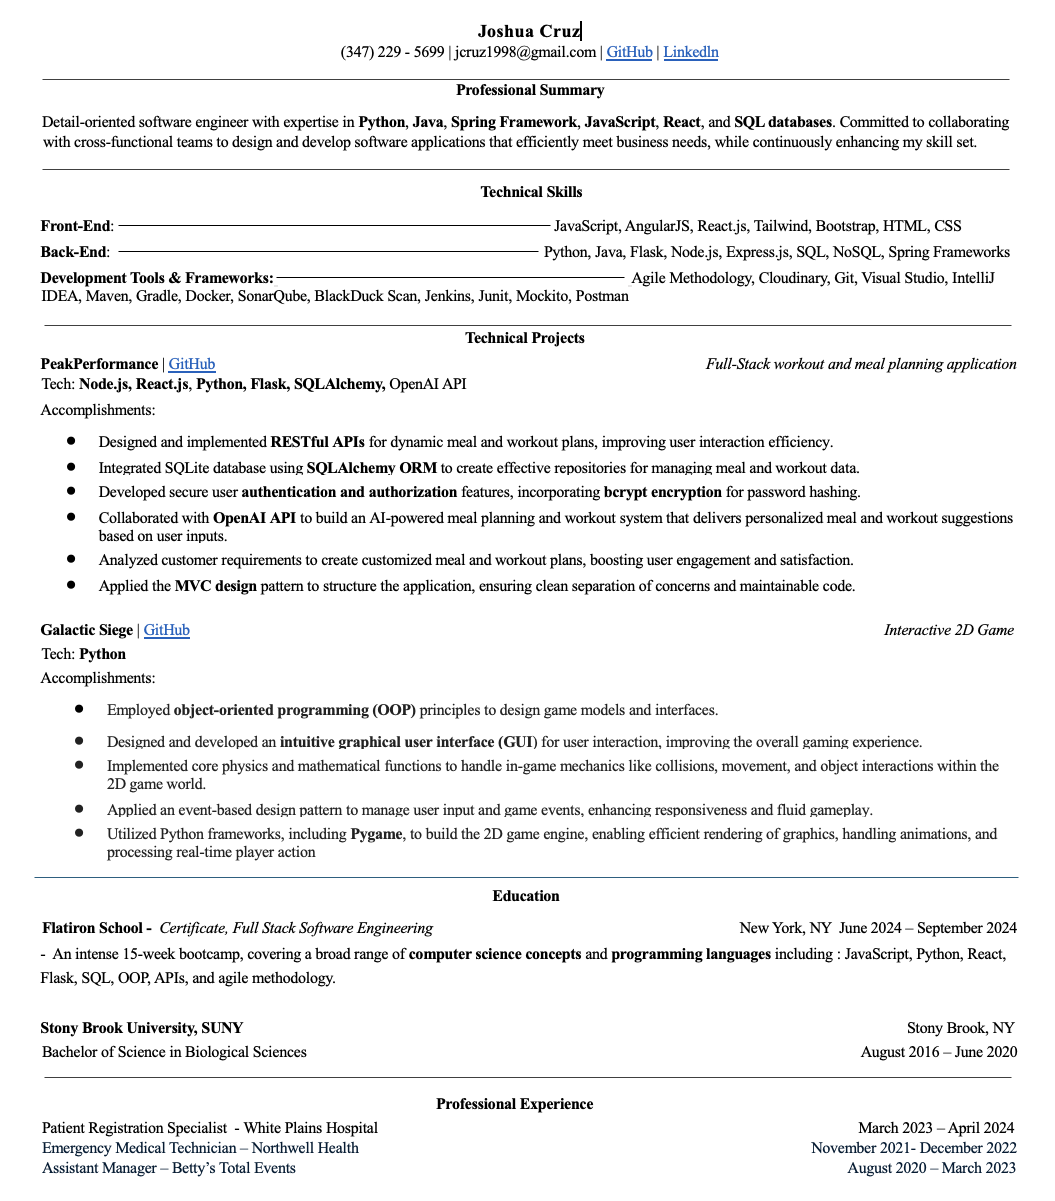 Joshua Cruz
(347) 229 - 5699 | jcruz1998@gmail.com | GitHub | LinkedIn
Professional Summary
Detail-oriented software engineer with expertise in Python, Java, Spring Framework, JavaScript, React, and SQL databases. Committed to collaborating
with cross-functional teams to design and develop software applications that efficiently meet business needs, while continuously enhancing my skill set.
Technical Skills
Front-End: JavaScript, AngularJS, React.js, Tailwind, Bootstrap, HTML, CSS
Back-End: Python, Java, Flask, Node.js, Express.js, SQL, NoSQL, Spring Frameworks
Development Tools & Frameworks: Agile Methodology, Cloudinary, Git, Visual Studio, IntelliJ
IDEA, Maven, Gradle, Docker, SonarQube, BlackDuck Scan, Jenkins, Junit, Mockito, Postman
Technical Projects
PeakPerformance | GitHub Full-Stack workout and meal planning application
Tech: Node.js, React.js, Python, Flask, SQLAlchemy, OpenAI API
Accomplishments:
● Designed and implemented RESTful APIs for dynamic meal and workout plans, improving user interaction efficiency.
● Integrated SQLite database using SQLAlchemy ORM to create effective repositories for managing meal and workout data.
● Developed secure user authentication and authorization features, incorporating bcrypt encryption for password hashing.
● Collaborated with OpenAI API to build an AI-powered meal planning and workout system that delivers personalized meal and workout suggestions
based on user inputs.
● Analyzed customer requirements to create customized meal and workout plans, boosting user engagement and satisfaction.
● Applied the MVC design pattern to structure the application, ensuring clean separation of concerns and maintainable code.
Galactic Siege | GitHub Interactive 2D Game
Tech: Python
Accomplishments:
● Employed object-oriented programming (OOP) principles to design game models and interfaces.
● Designed and developed an intuitive graphical user interface (GUI) for user interaction, improving the overall gaming experience.
● Implemented core physics and mathematical functions to handle in-game mechanics like collisions, movement, and object interactions within the
2D game world.
● Applied an event-based design pattern to manage user input and game events, enhancing responsiveness and fluid gameplay.
● Utilized Python frameworks, including Pygame, to build the 2D game engine, enabling efficient rendering of graphics, handling animations, and
processing real-time player action
Education
Flatiron School - Certificate, Full Stack Software Engineering New York, NY June 2024 – September 2024
- An intense 15-week bootcamp, covering a broad range of computer science concepts and programming languages including : JavaScript, Python, React,
Flask, SQL, OOP, APIs, and agile methodology.
Stony Brook University, SUNY Stony Brook, NY
Bachelor of Science in Biological Sciences August 2016 – June 2020
Professional Experience
Patient Registration Specialist - White Plains Hospital March 2023 – April 2024
Emergency Medical Technician – Northwell Health November 2021- December 2022
Assistant Manager – Betty’s Total Events August 2020 – March 2023